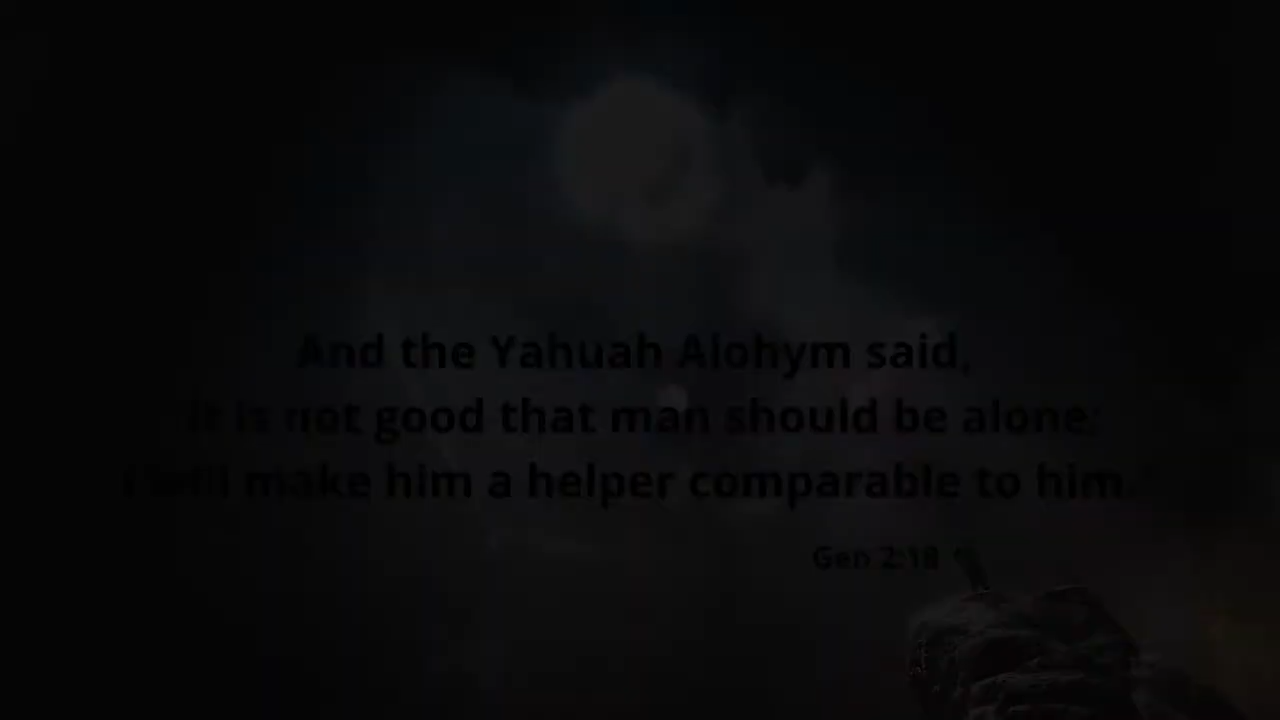 And the Yahuah Alohym said,
It is not good that man should be alone;
I will make him a helper comparable to him."
Gen 2:18